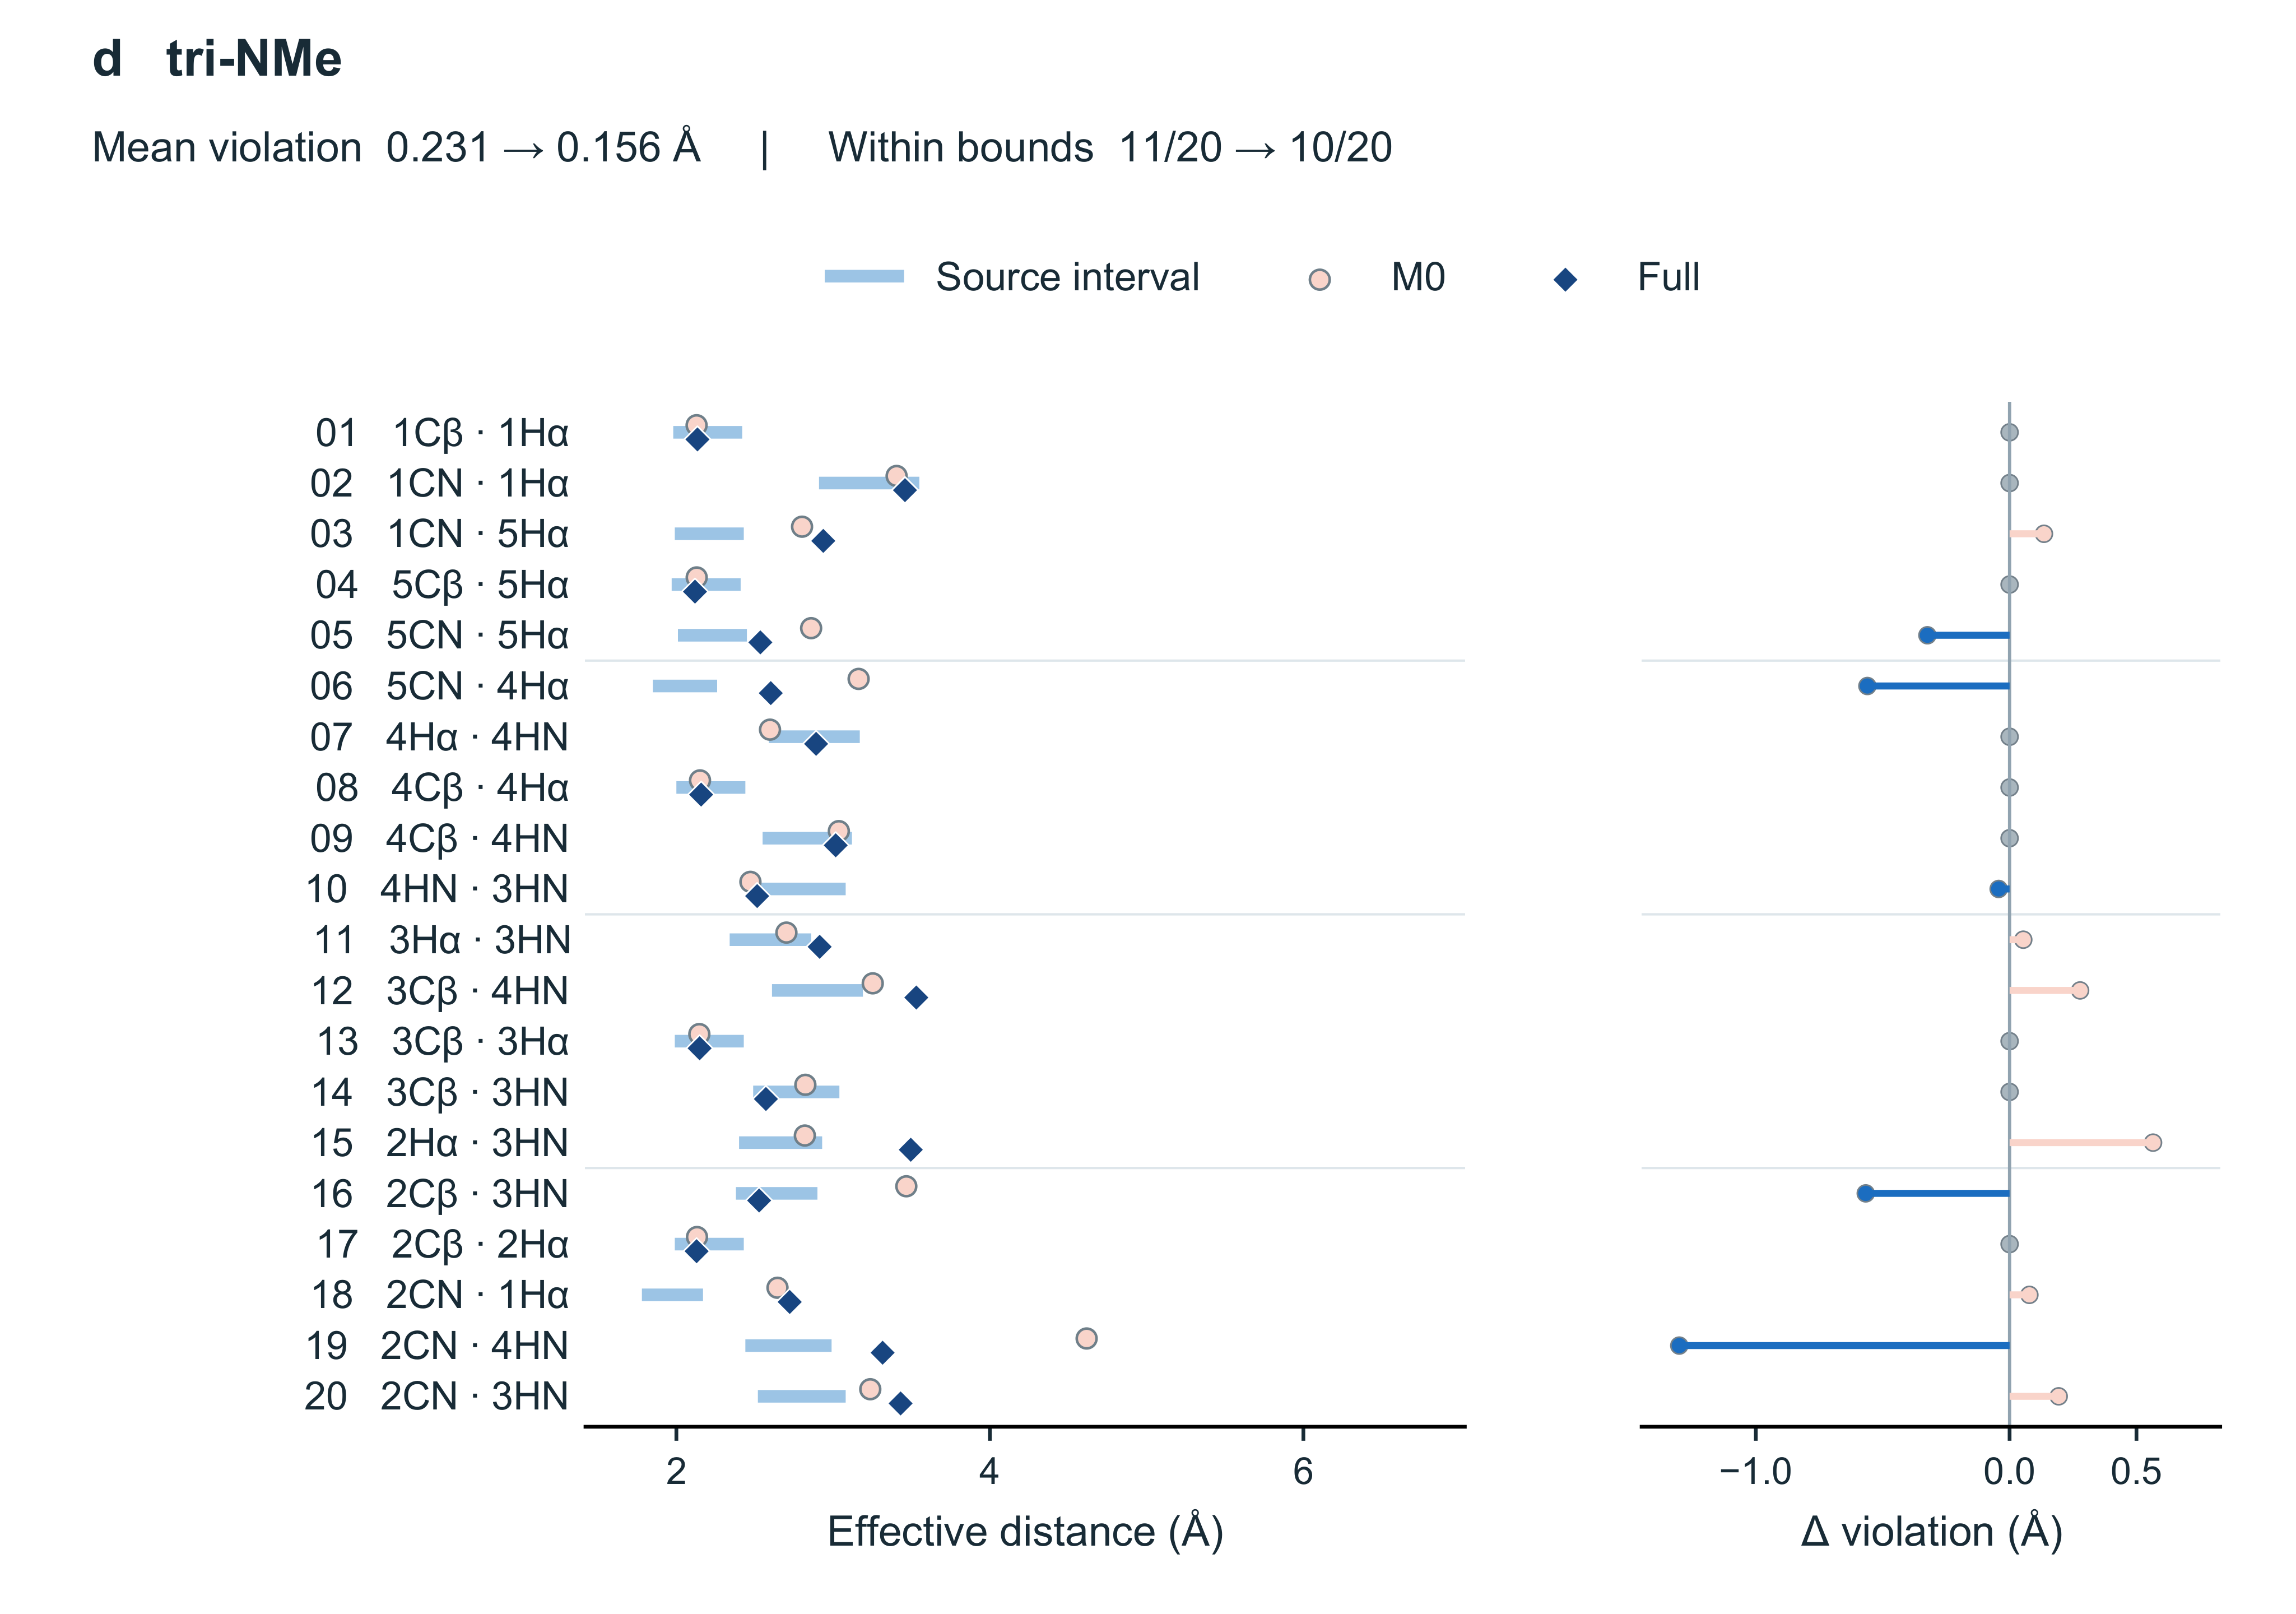 d tri-NMe
Mean violation 0.231 → 0.156 Å | Within bounds 11/20 → 10/20
Source interval M0 Full
01 1Cβ · 1Hα
02 1CN · 1Hα
03 1CN · 5Hα
04 5Cβ · 5Hα
05 5CN · 5Hα
06 5CN · 4Hα
07 4Hα · 4HN
08 4Cβ · 4Hα
09 4Cβ · 4HN
10 4HN · 3HN
11 3Hα · 3HN
12 3Cβ · 4HN
13 3Cβ · 3Hα
14 3Cβ · 3HN
15 2Hα · 3HN
16 2Cβ · 3HN
17 2Cβ · 2Hα
18 2CN · 1Hα
19 2CN · 4HN
20 2CN · 3HN
2 4 6 −1.0 0.0 0.5
Effective distance (Å) Δ violation (Å)